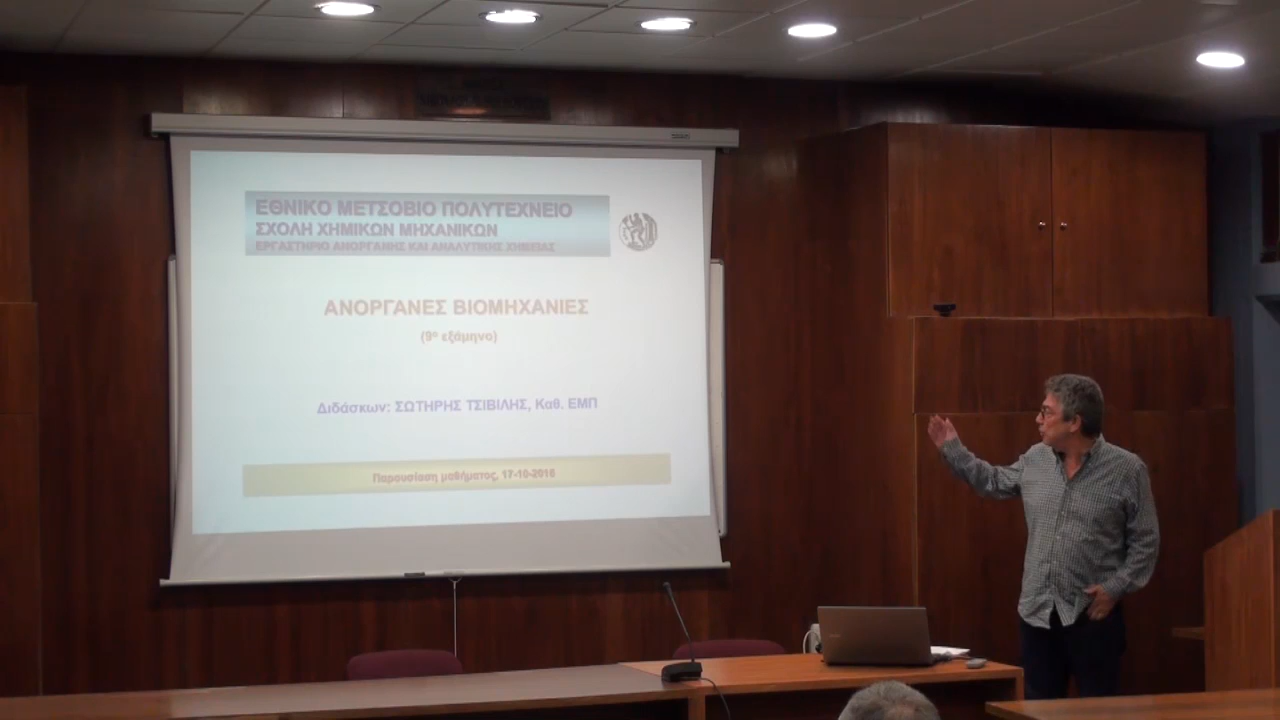 ΕΘΝΙΚΟ ΜΕΤΣΟΒΙΟ ΠΟΛΥΤΕΧΝΕΙΟ
ΣΧΟΛΗ ΧΗΜΙΚΩΝ ΜΗΧΑΝΙΚΩΝ
ΕΡΓΑΣΤΗΡΙΟ ΑΝΟΡΓΑΝΗΣ ΚΑΙ ΑΝΑΛΥΤΙΚΗΣ ΧΗΜΕΙΑΣ
ΑΝΟΡΓΑΝΕΣ ΒΙΟΜΗΧΑΝΙΕΣ
(9ο εξάμηνο)
Διδάσκων: ΣΩΤΗΡΗΣ ΤΣΙΒΙΛΗΣ, Καθ. ΕΜΠ
Παρουσίαση μαθήματος, 17-10-2016